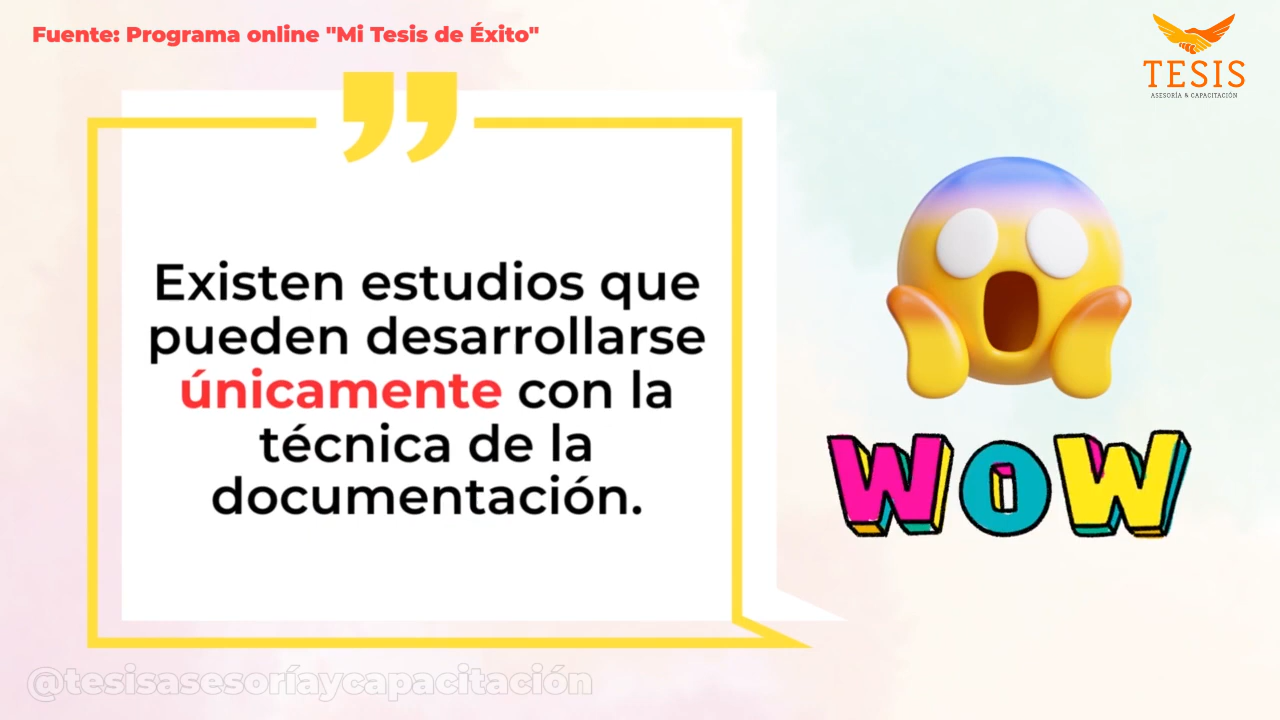 Fuente: Programa online "Mi Tesis de Éxito"
TESIS
ASESORÍA & CAPACITACIÓN
Existen estudios que
pueden desarrollarse
únicamente con la
técnica de la
documentación.
WOW
@tesisasesoríaycapacitación